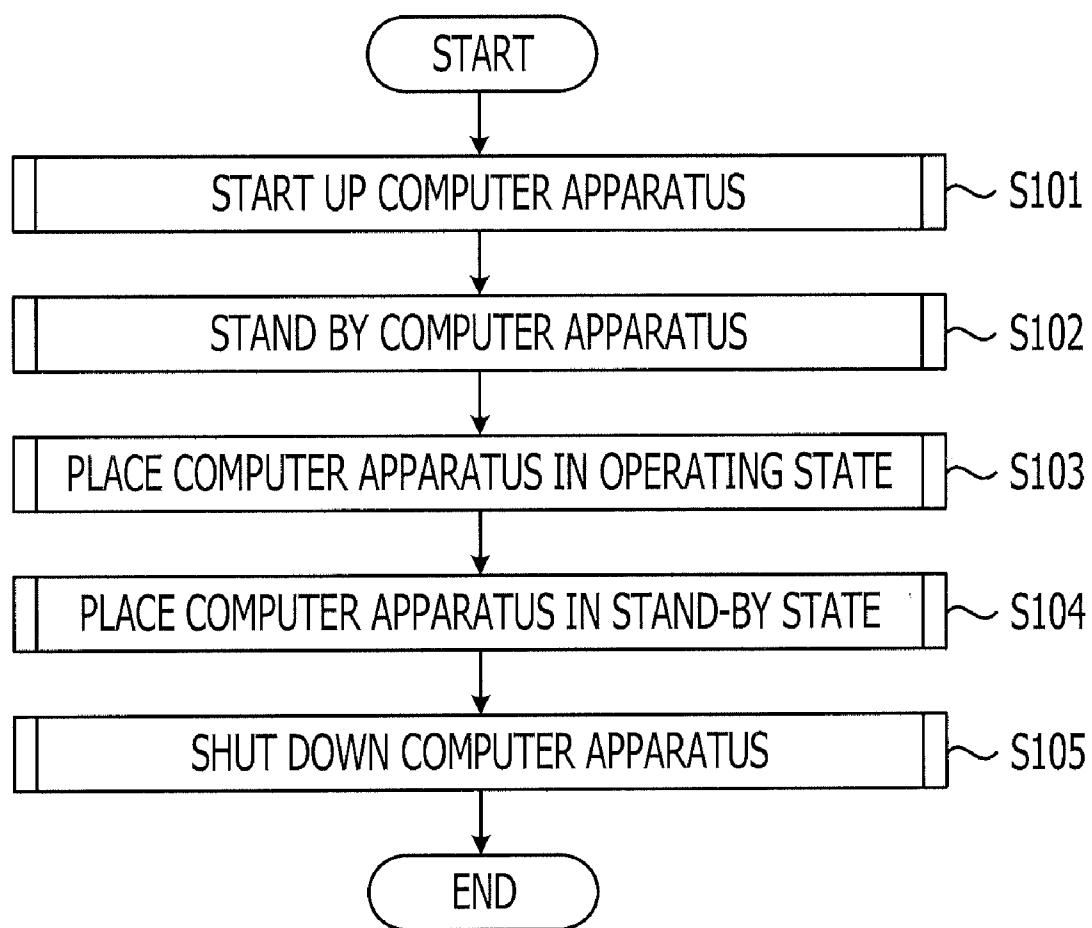 START
START UP COMPUTER APPARATUS
S101
STAND BY COMPUTER APPARATUS
S102
PLACE COMPUTER APPARATUS IN OPERATING STATE
S103
PLACE COMPUTER APPARATUS IN STAND-BY STATE
S104
SHUT DOWN COMPUTER APPARATUS
S105
END